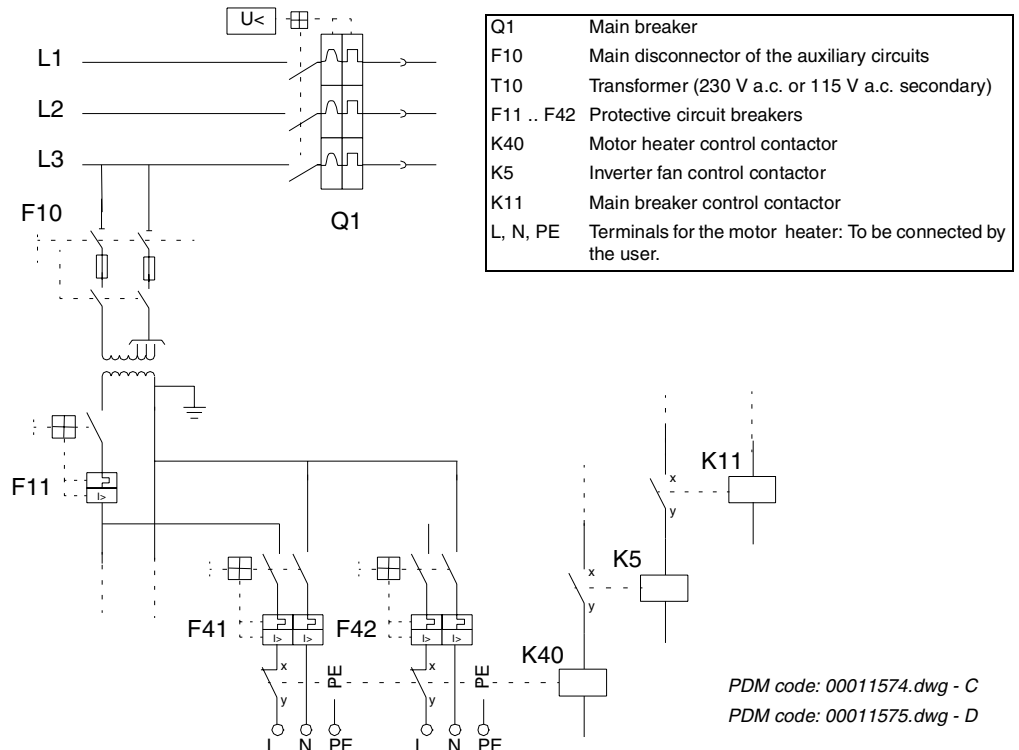 U<
L1
L2
L3
Q1
F10
Q1 Main breaker
F10 Main disconnector of the auxiliary circuits
T10 Transformer (230 V a.c. or 115 V a.c. secondary)
F11 .. F42 Protective circuit breakers
K40 Motor heater control contactor
K5 Inverter fan control contactor
K11 Main breaker control contactor
L, N, PE Terminals for the motor heater: To be connected by
the user.
F11
I>
K11
x
y
K5
x
y
F41
I> I>
F42
I> I>
K40
x
y
PE
x
y
PE
L N PE
L N PE
PDM code: 00011574.dwg - C
PDM code: 00011575.dwg - D